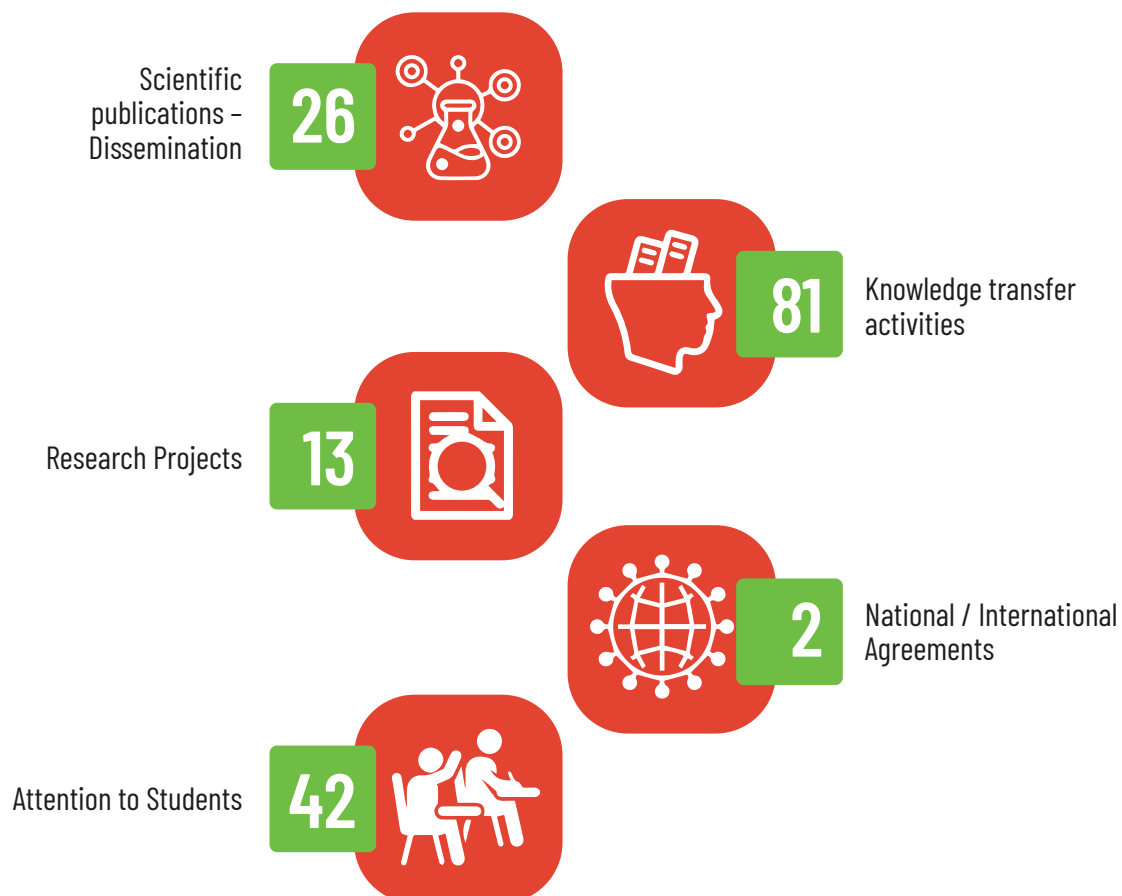 Scientific
publications –
Dissemination
26
81
Knowledge transfer
activities
Research Projects
13
2
National / International
Agreements
Attention to Students
42